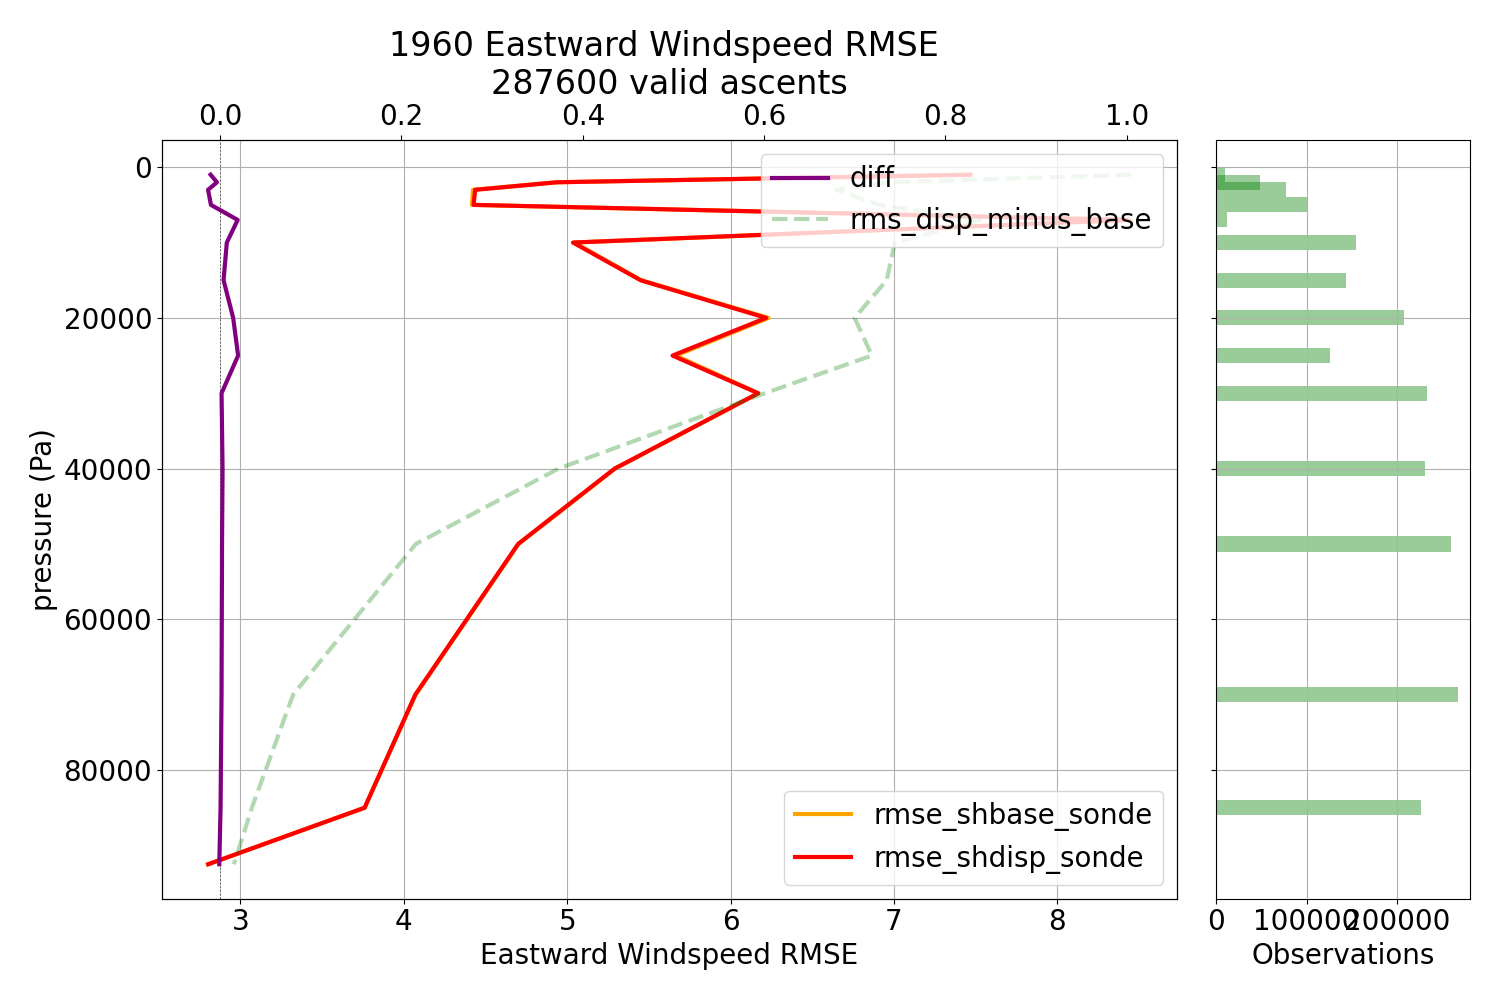 1960 Eastward Windspeed RMSE
287600 valid ascents
0.0 0.2 0.4 0.6 0.8 1.0
diff
rms_disp_minus_base
0
20000
40000
60000
80000
pressure (Pa)
rmse_shbase_sonde
rmse_shdisp_sonde
3 4 5 6 7 8
Eastward Windspeed RMSE
0 100000 200000
Observations